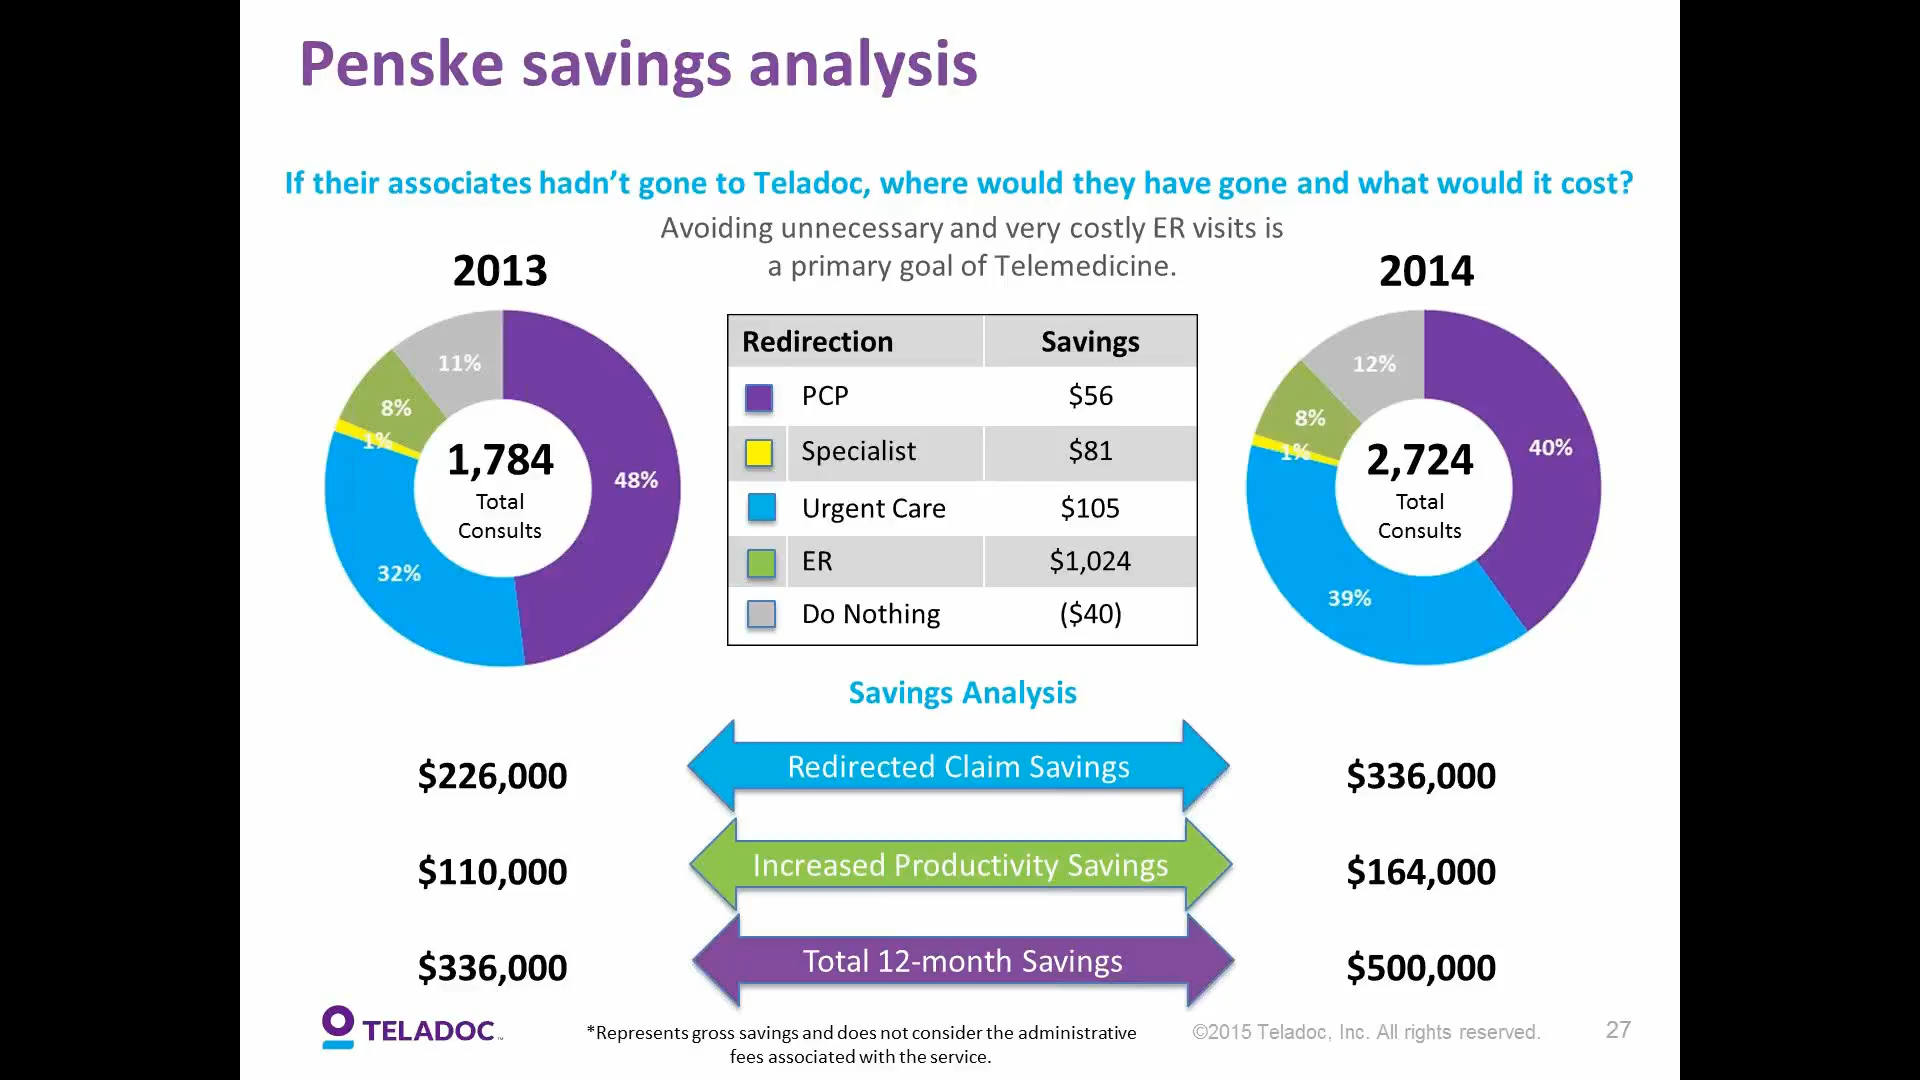 Penske savings analysis
If their associates hadn't gone to Teladoc, where would they have gone and what would it cost?
Avoiding unnecessary and very costly ER visits is
a primary goal of Telemedicine.
2013
11%
8%
1%
48%
32%
1,784
Total
Consults
Redirection Savings
PCP $56
Specialist $81
Urgent Care $105
ER $1,024
Do Nothing ($40)
2014
12%
8%
1%
40%
39%
2,724
Total
Consults
Savings Analysis
$226,000 Redirected Claim Savings $336,000
$110,000 Increased Productivity Savings $164,000
$336,000 Total 12-month Savings $500,000
TELADOC™
*Represents gross savings and does not consider the administrative
fees associated with the service.
©2015 Teladoc, Inc. All rights reserved. 27